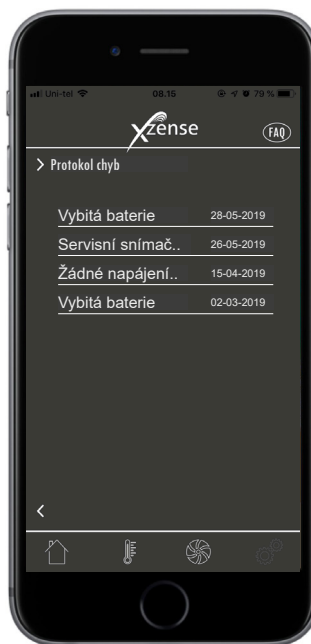 Uni-tel 08.15 79 %
xzense
FAQ
Protokol chyb
Vybitá baterie 28-05-2019
Servisní snímač.. 26-05-2019
Žádné napájení.. 15-04-2019
Vybitá baterie 02-03-2019